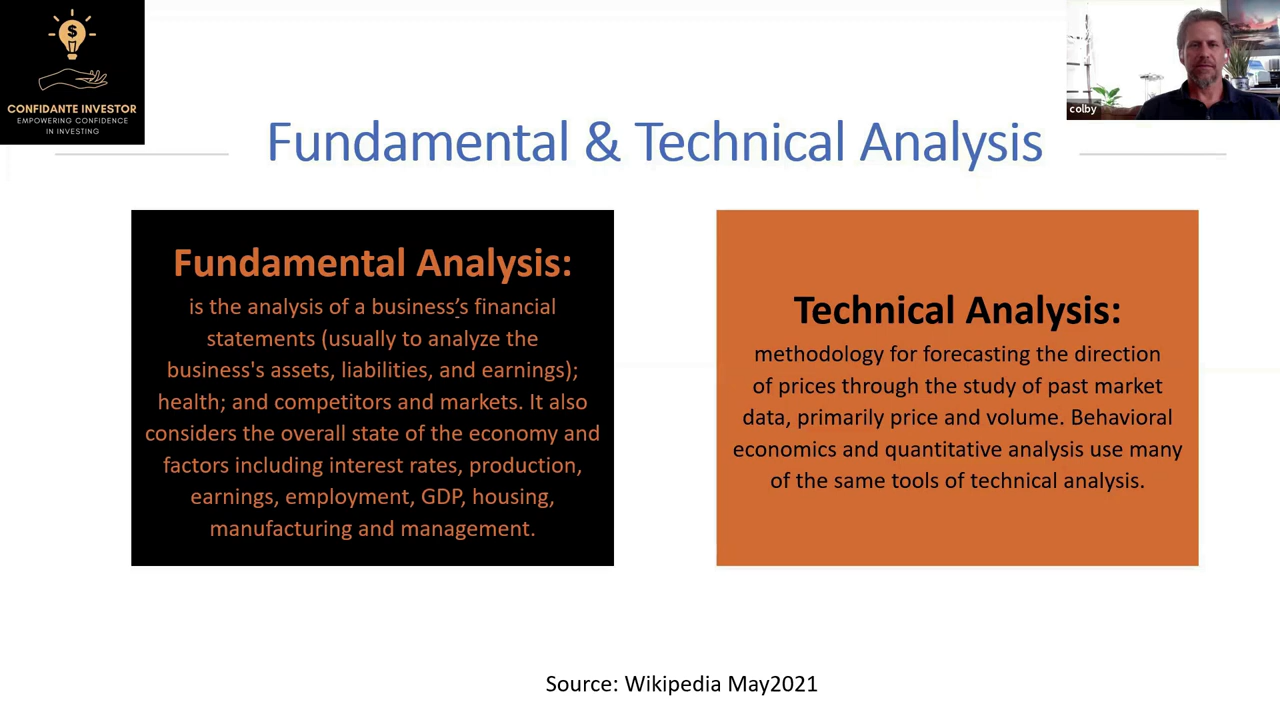 CONFIDANTE INVESTOR
EMPOWERING CONFIDENCE
IN INVESTING
colby
Fundamental & Technical Analysis
Fundamental Analysis:
is the analysis of a business’s financial
statements (usually to analyze the
business's assets, liabilities, and earnings);
health; and competitors and markets. It also
considers the overall state of the economy and
factors including interest rates, production,
earnings, employment, GDP, housing,
manufacturing and management.
Technical Analysis:
methodology for forecasting the direction
of prices through the study of past market
data, primarily price and volume. Behavioral
economics and quantitative analysis use many
of the same tools of technical analysis.
Source: Wikipedia May2021